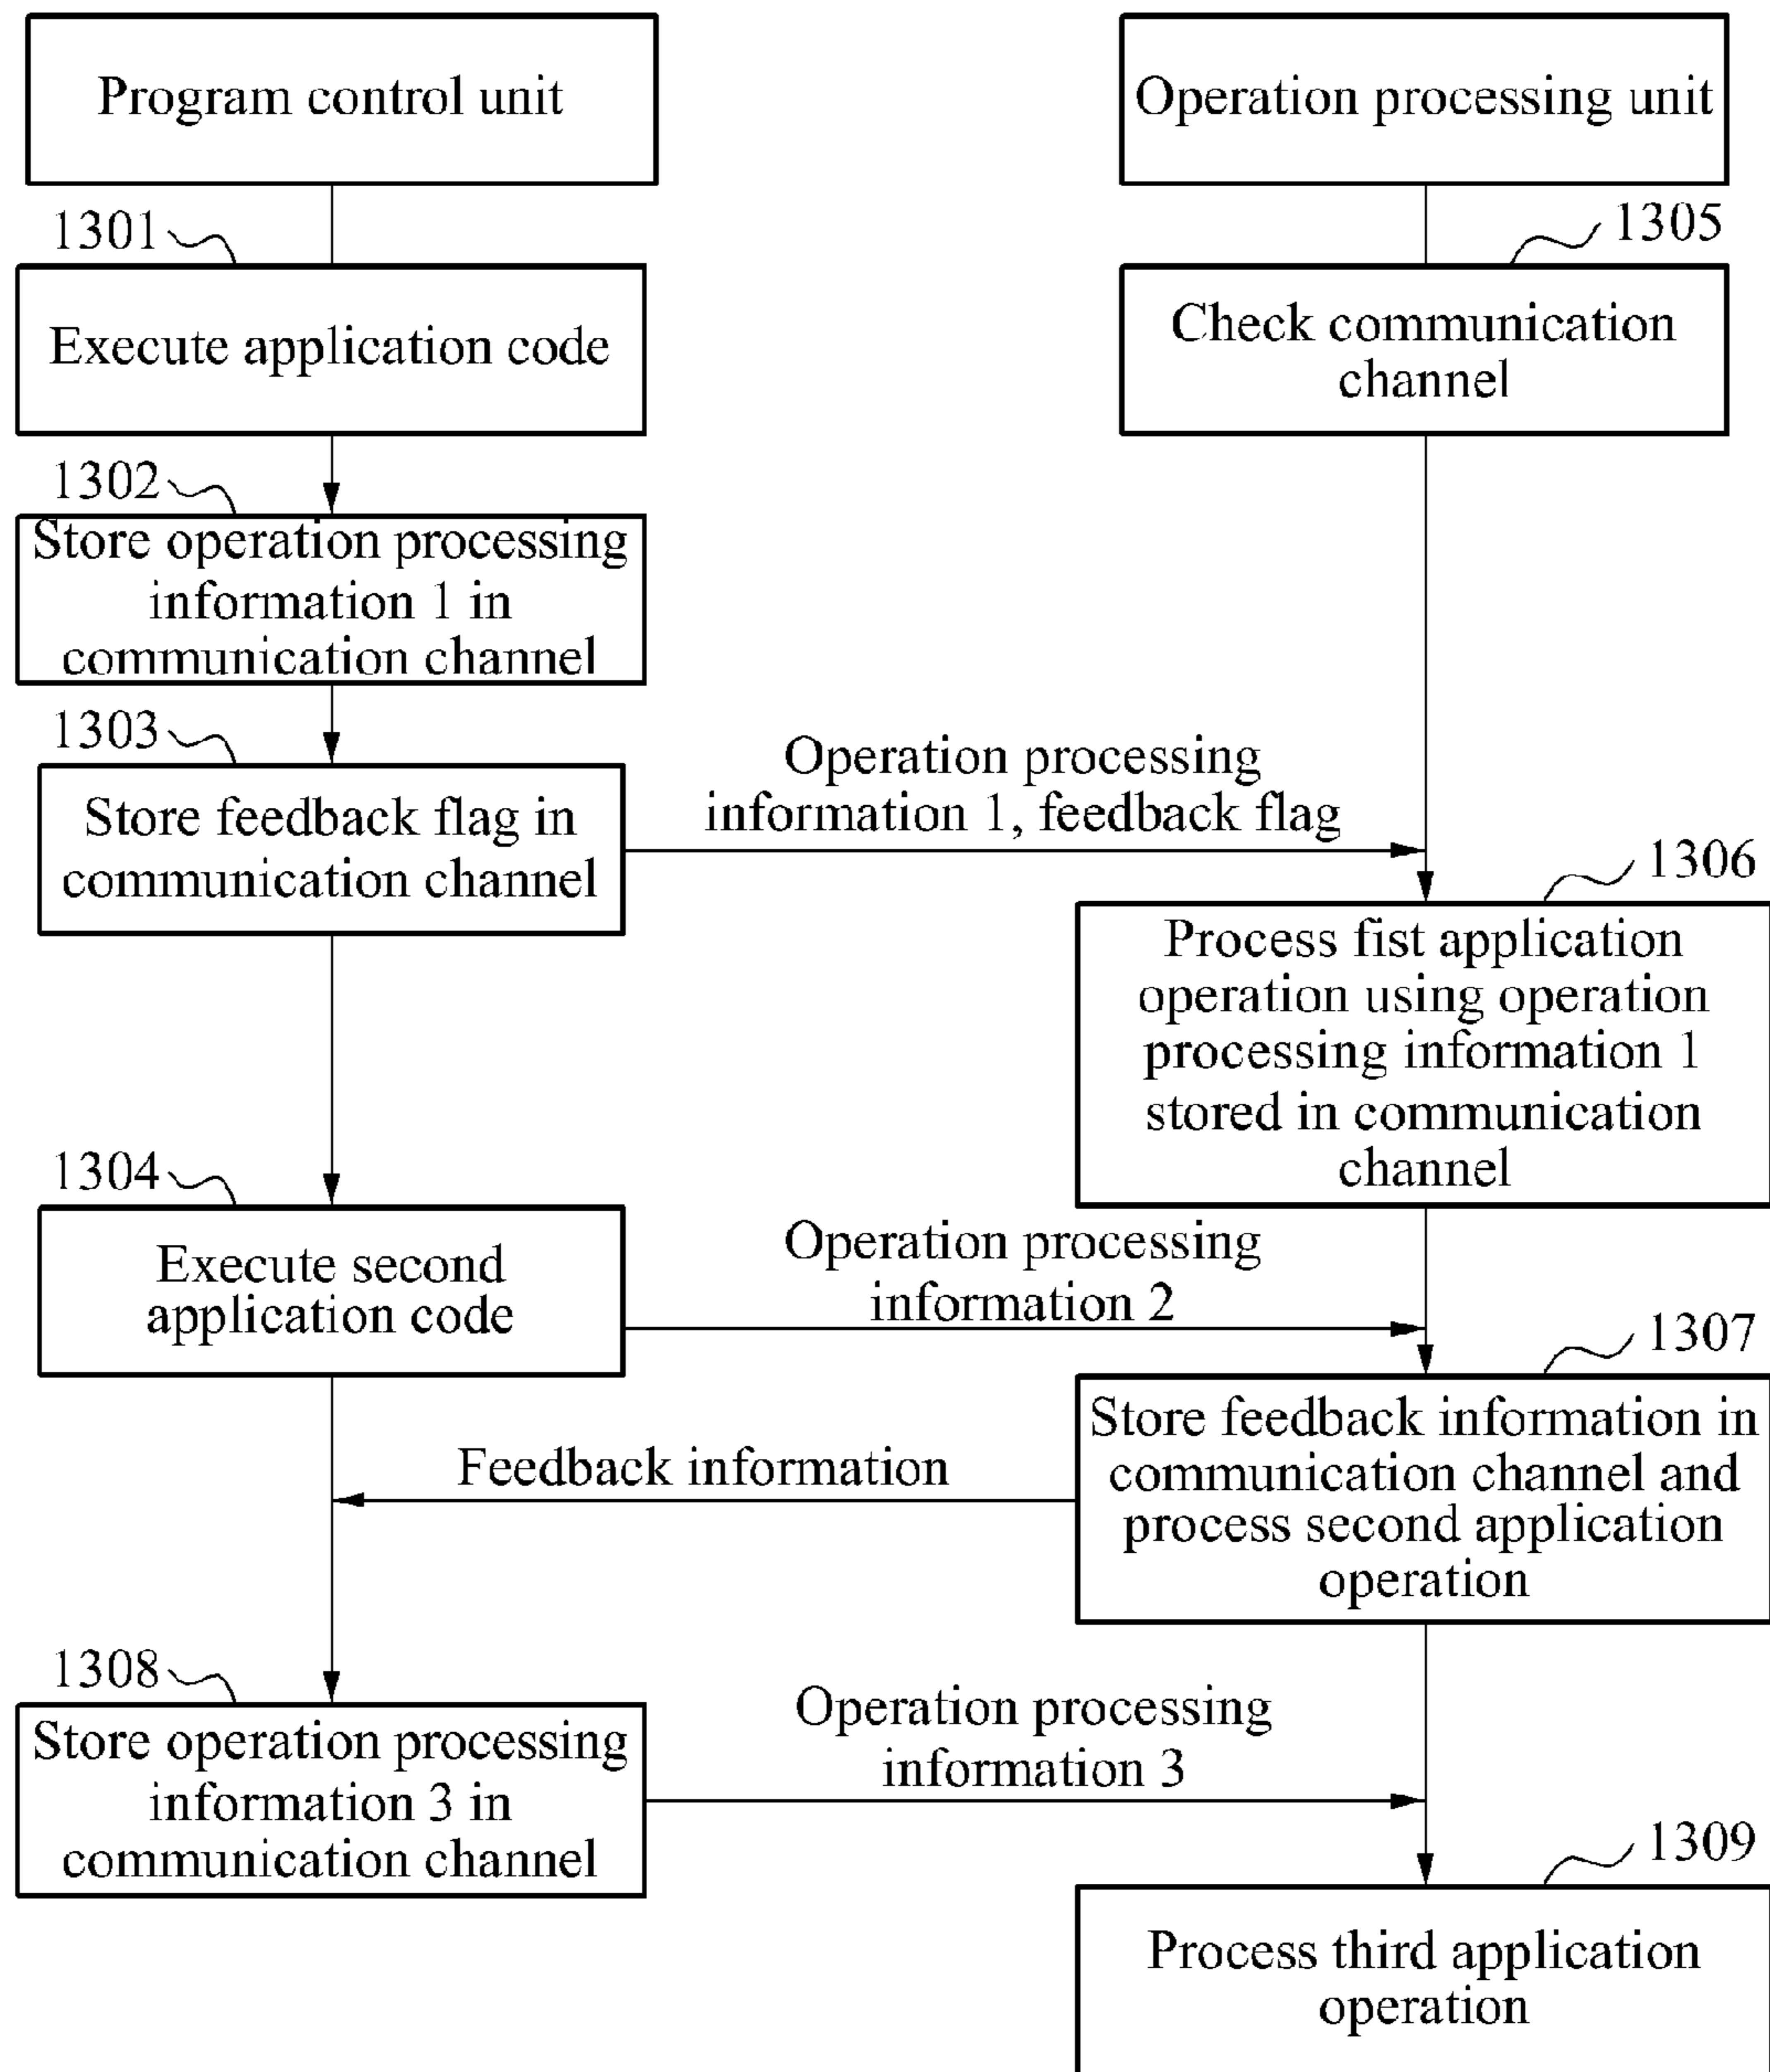 Program control unit
Operation processing unit
1301
1305
Execute application code
Check communication
channel
1302
Store operation processing
information 1 in
communication channel
1303
Store feedback flag in
communication channel
Operation processing
information 1, feedback flag
1306
Process fist application
operation using operation
processing information 1
stored in communication
channel
1304
Execute second
application code
Operation processing
information 2
1307
Store feedback information in
communication channel and
process second application
operation
Feedback information
1308
Store operation processing
information 3 in
communication channel
Operation processing
information 3
1309
Process third application
operation